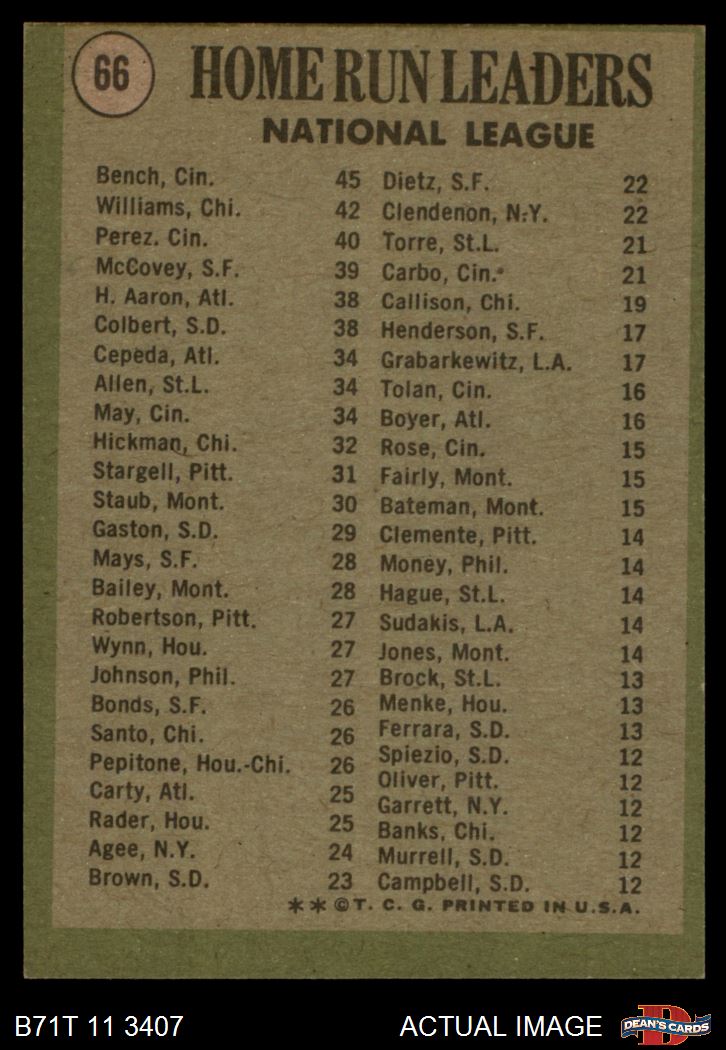 66
HOME RUN LEADERS
NATIONAL LEAGUE
Bench, Cin. 45
Williams, Chi. 42
Perez. Cin. 40
McCovey, S.F. 39
H. Aaron, Atl. 38
Colbert, S.D. 38
Cepeda, Atl. 34
Allen, St.L. 34
May, Cin. 34
Hickman, Chi. 32
Stargell, Pitt. 31
Staub, Mont. 30
Gaston, S.D. 29
Mays, S.F. 28
Bailey, Mont. 28
Robertson, Pitt. 27
Wynn, Hou. 27
Johnson, Phil. 27
Bonds, S.F. 26
Santo, Chi. 26
Pepitone, Hou.-Chi. 26
Carty, Atl. 25
Rader, Hou. 25
Agee, N.Y. 24
Brown, S.D. 23
Dietz, S.F. 22
Clendenon, N.Y. 22
Torre, St.L. 21
Carbo, Cin. 21
Callison, Chi. 19
Henderson, S.F. 17
Grabarkewitz, L.A. 17
Tolan, Cin. 16
Boyer, Atl. 16
Rose, Cin. 15
Fairly, Mont. 15
Bateman, Mont. 15
Clemente, Pitt. 14
Money, Phil. 14
Hague, St.L. 14
Sudakis, L.A. 14
Jones, Mont. 14
Brock, St.L. 13
Menke, Hou. 13
Ferrara, S.D. 13
Spiezio, S.D. 12
Oliver, Pitt. 12
Garrett, N.Y. 12
Banks, Chi. 12
Murrell, S.D. 12
Campbell, S.D. 12
** © T. C. G. PRINTED IN U.S.A.
B71T 11 3407 ACTUAL IMAGE
D
DEAN'S CARDS